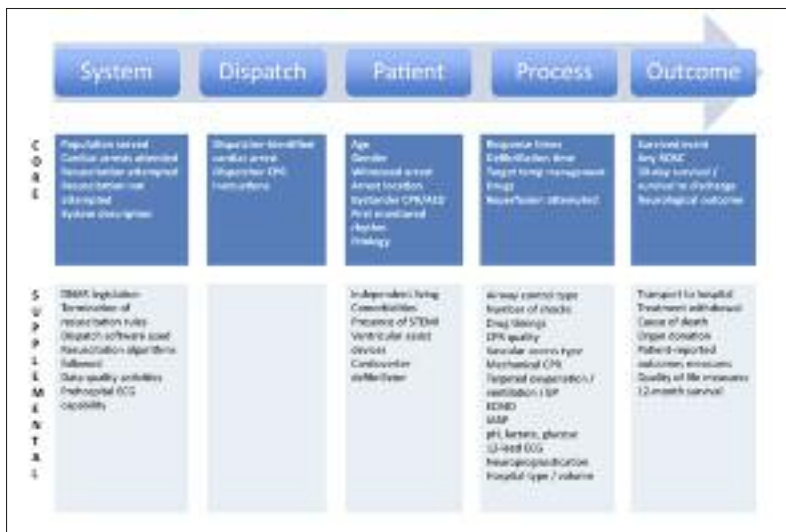 System
Dispatch
Patient
Process
Outcome
CORE
Population served
Cardiac arrests attended
Resuscitation attempted
Resuscitation not
attempted
System description
Dispatcher-identified
cardiac arrest
Dispatcher CPR
instructions
Age
Gender
Witnessed arrest
Arrest location
Bystander CPR/AED
First monitored
rhythm
Etiology
Response times
Defibrillation time
Target temp management
Drugs
Reperfusion attempted
Survived event
Any ROSC
30-day survival /
survival to discharge
Neurological outcome
SUPPLEMENTAL
DNAR legislation
Termination of
resuscitation rules
Dispatch software used
Resuscitation algorithms
followed
Data quality activities
Prehospital ECG
capability
Independent living
Comorbidities
Presence of STEMI
Ventricular assist
devices
Cardioverter
defibrillator
Airway control type
Number of shocks
Drug timings
CPR quality
Vascular access type
Mechanical CPR
Targeted oxygenation /
ventilation / BP
ECMO
IABP
pH, lactate, glucose
12-lead ECG
Neuroprognostication
Hospital type / volume
Transport to hospital
Treatment withdrawal
Cause of death
Organ donation
Patient-reported
outcomes measures
Quality of life measures
12-month survival